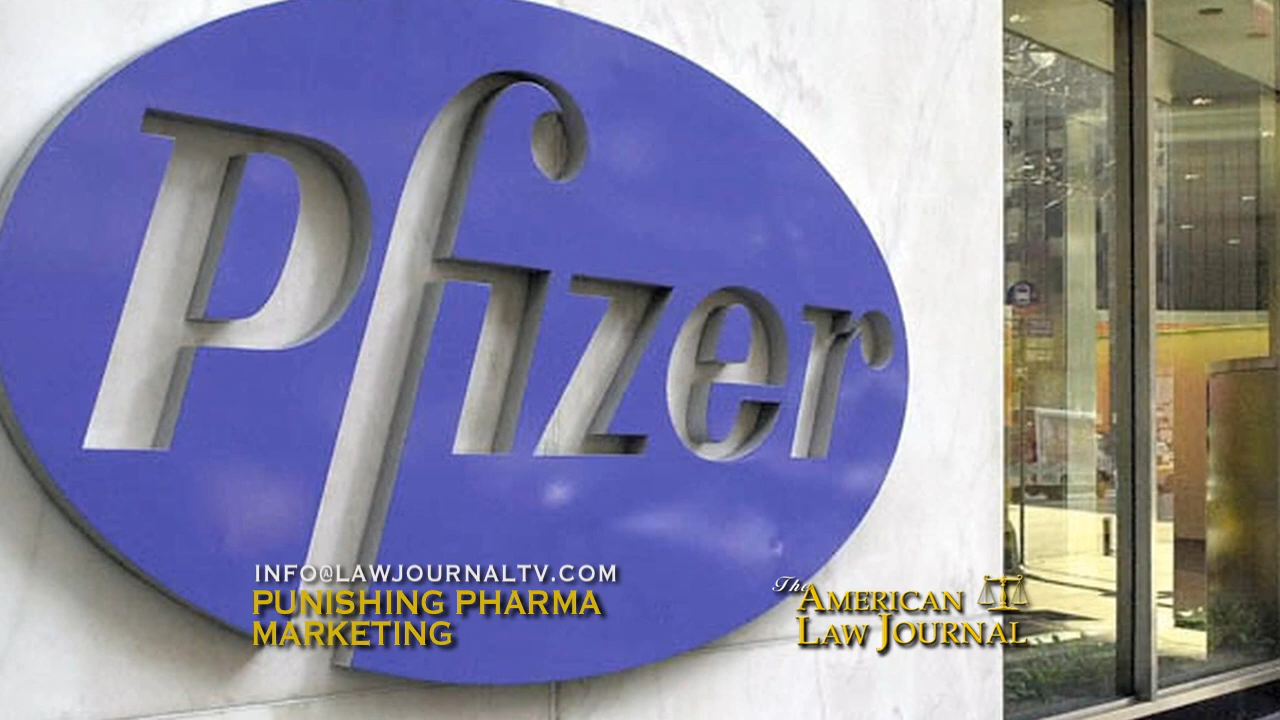 Pfizer
INFO@LAWJOURNALTV.COM
PUNISHING PHARMA
MARKETING
The
AMERICAN
LAW JOURNAL